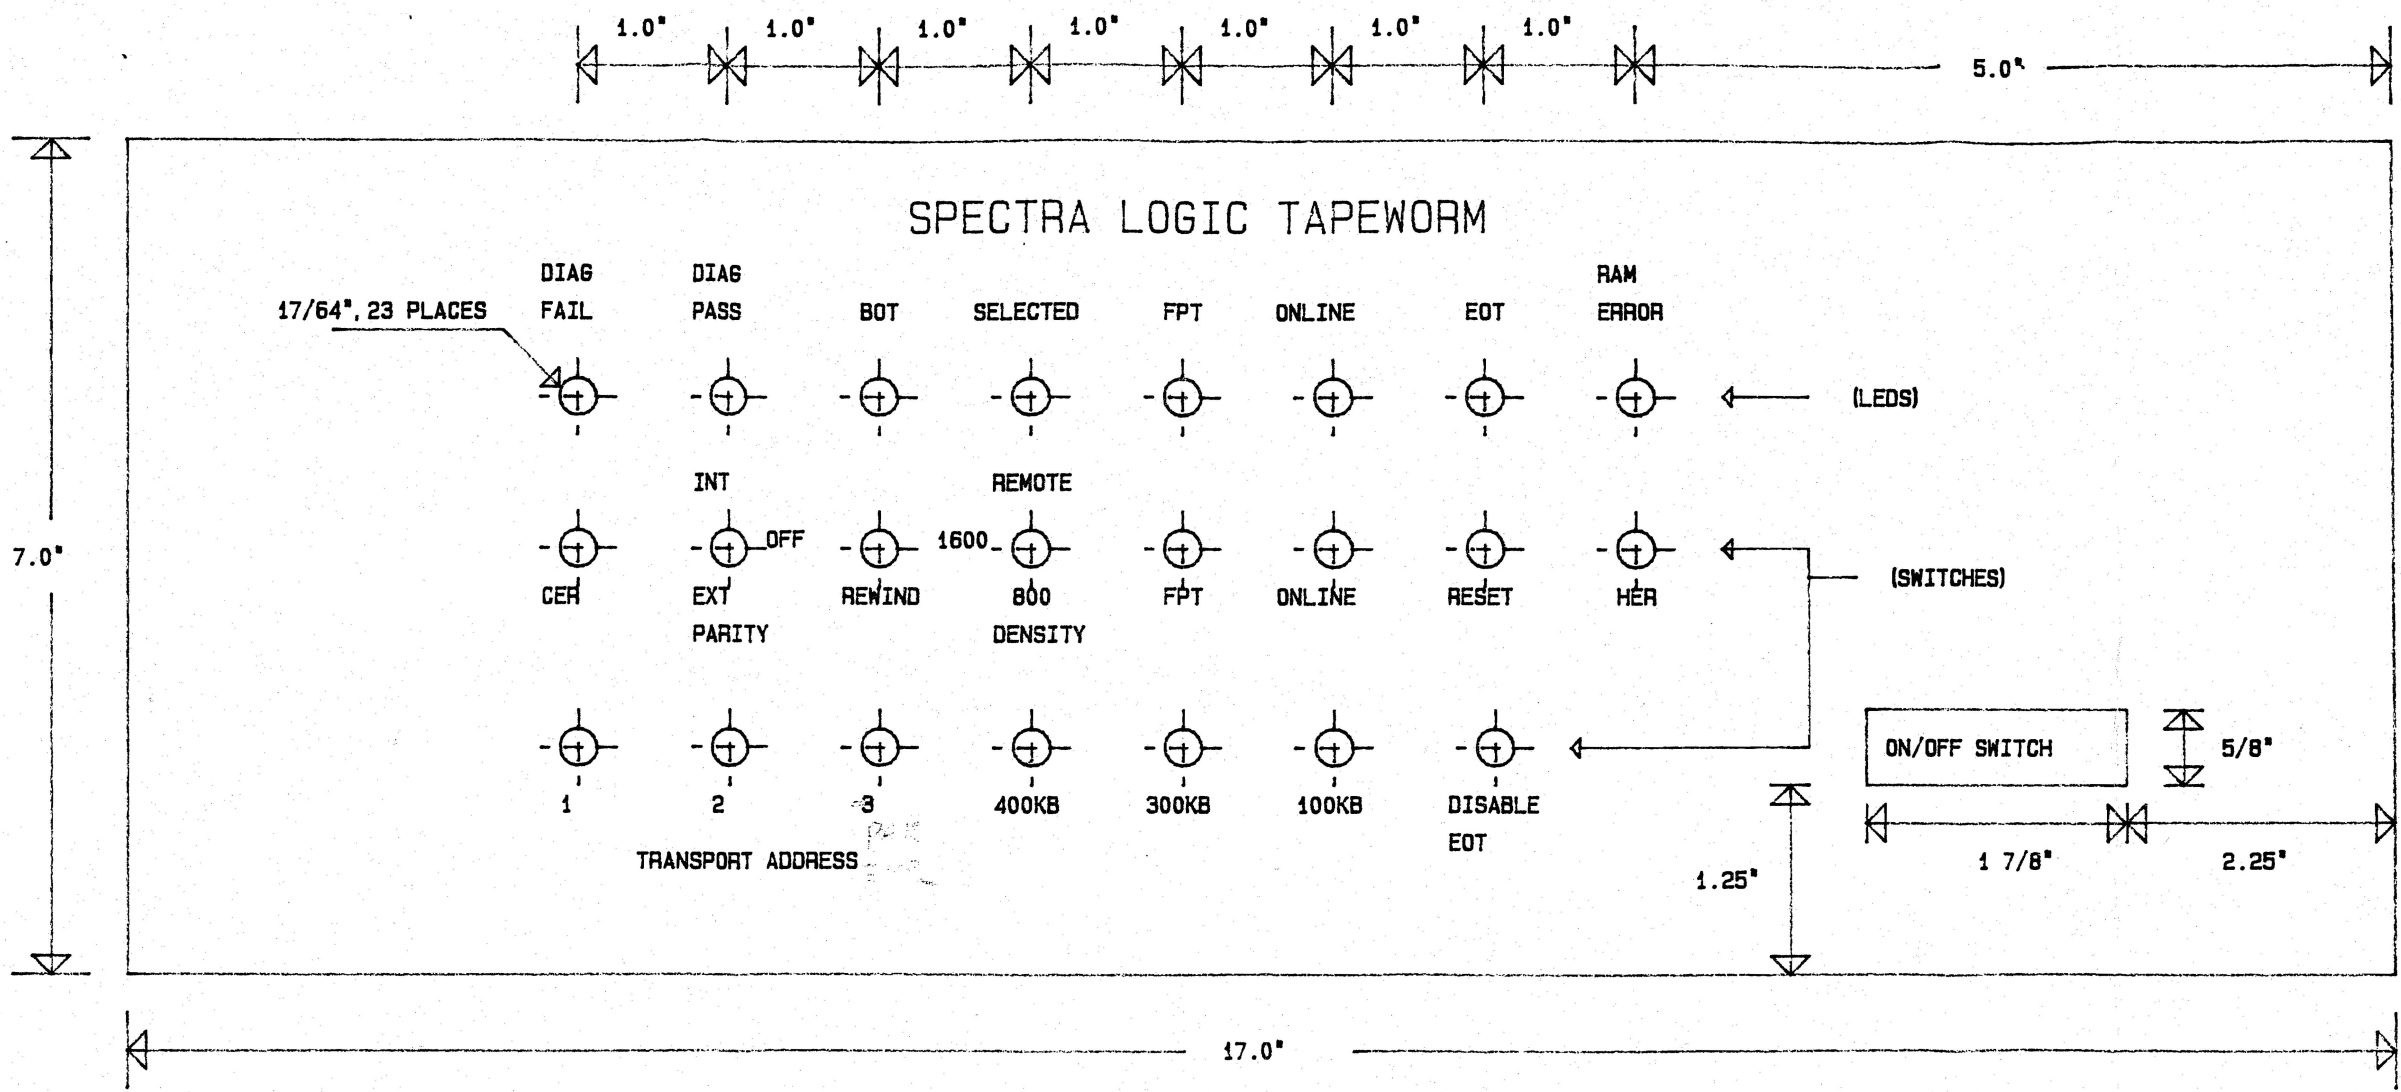 1.0" 1.0" 1.0" 1.0" 1.0" 1.0" 1.0" 5.0"
SPECTRA LOGIC TAPEWORM
DIAG DIAG RAM
17/64", 23 PLACES FAIL PASS BOT SELECTED FPT ONLINE EOT ERROR
(LEDS)
INT REMOTE
OFF 1600
7.0"
(SWITCHES)
CER EXT REWIND 800 FPT ONLINE RESET HER
PARITY DENSITY
ON/OFF SWITCH 5/8"
1 2 3 400KB 300KB 100KB DISABLE
EOT
TRANSPORT ADDRESS
1 7/8" 2.25"
1.25"
17.0"